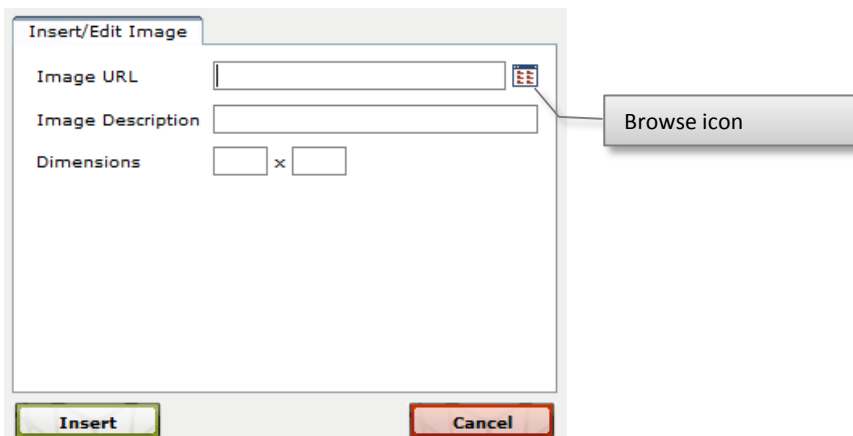 Insert/Edit Image
Image URL
Browse icon
Image Description
Dimensions
x
Insert
Cancel